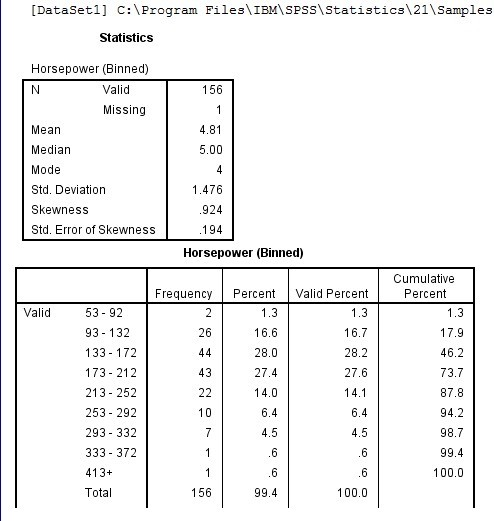 [DataSet1] C:\Program Files\IBM\SPSS\Statistics\21\Samples
Statistics
Horsepower (Binned)
N Valid 156
Missing 1
Mean 4.81
Median 5.00
Mode 4
Std. Deviation 1.476
Skewness .924
Std. Error of Skewness .194
Horsepower (Binned)
Frequency Percent Valid Percent Cumulative Percent
Valid 53 - 92 2 1.3 1.3 1.3
93 - 132 26 16.6 16.7 17.9
133 - 172 44 28.0 28.2 46.2
173 - 212 43 27.4 27.6 73.7
213 - 252 22 14.0 14.1 87.8
253 - 292 10 6.4 6.4 94.2
293 - 332 7 4.5 4.5 98.7
333 - 372 1 .6 .6 99.4
413+ 1 .6 .6 100.0
Total 156 99.4 100.0